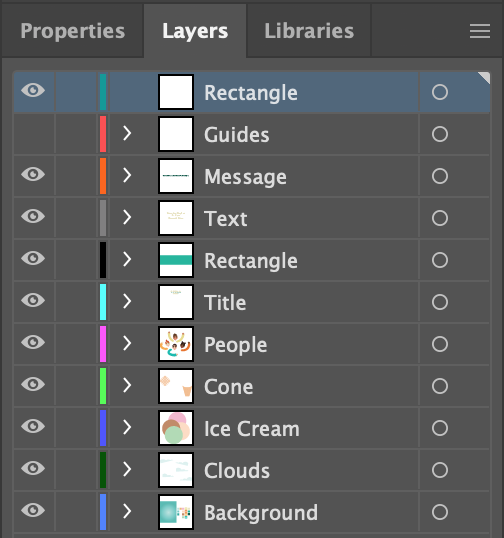 Properties Layers Libraries
Rectangle
Guides
Message
Text
Rectangle
Title
People
Cone
Ice Cream
Clouds
Background